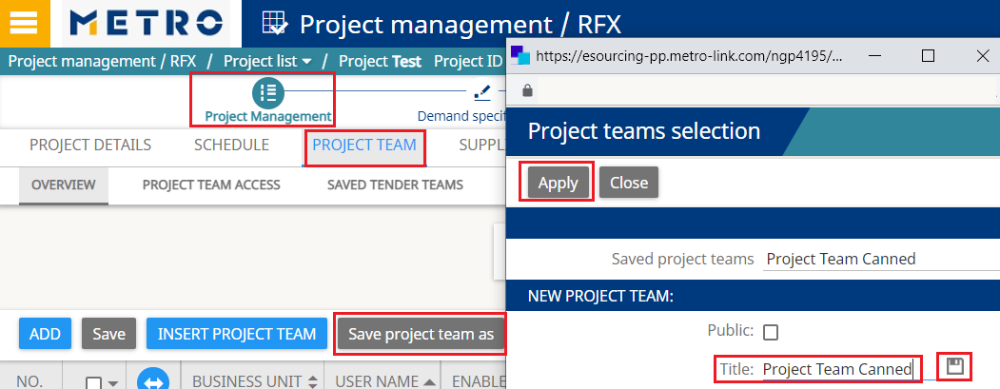 METRO
Project management / RFX
Project management / RFX / Project list / Project Test Project ID
Project Management
Demand specif
PROJECT DETAILS SCHEDULE PROJECT TEAM SUPPL
OVERVIEW PROJECT TEAM ACCESS SAVED TENDER TEAMS
ADD Save INSERT PROJECT TEAM Save project team as
NO. BUSINESS UNIT USER NAME ENABLE
https://esourcing-pp.metro-link.com/ngp4195/...
Project teams selection
Apply Close
Saved project teams Project Team Canned
NEW PROJECT TEAM:
Public:
Title: Project Team Canned